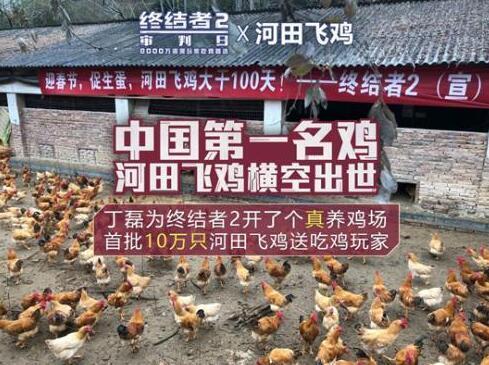 终结者2 X 河田飞鸡
审判日
迎春节，促生蛋，河田飞鸡大干100天！——终结者2（宣）
中国第一名鸡
河田飞鸡横空出世
丁磊为终结者2开了个真养鸡场
首批10万只河田飞鸡送吃鸡玩家